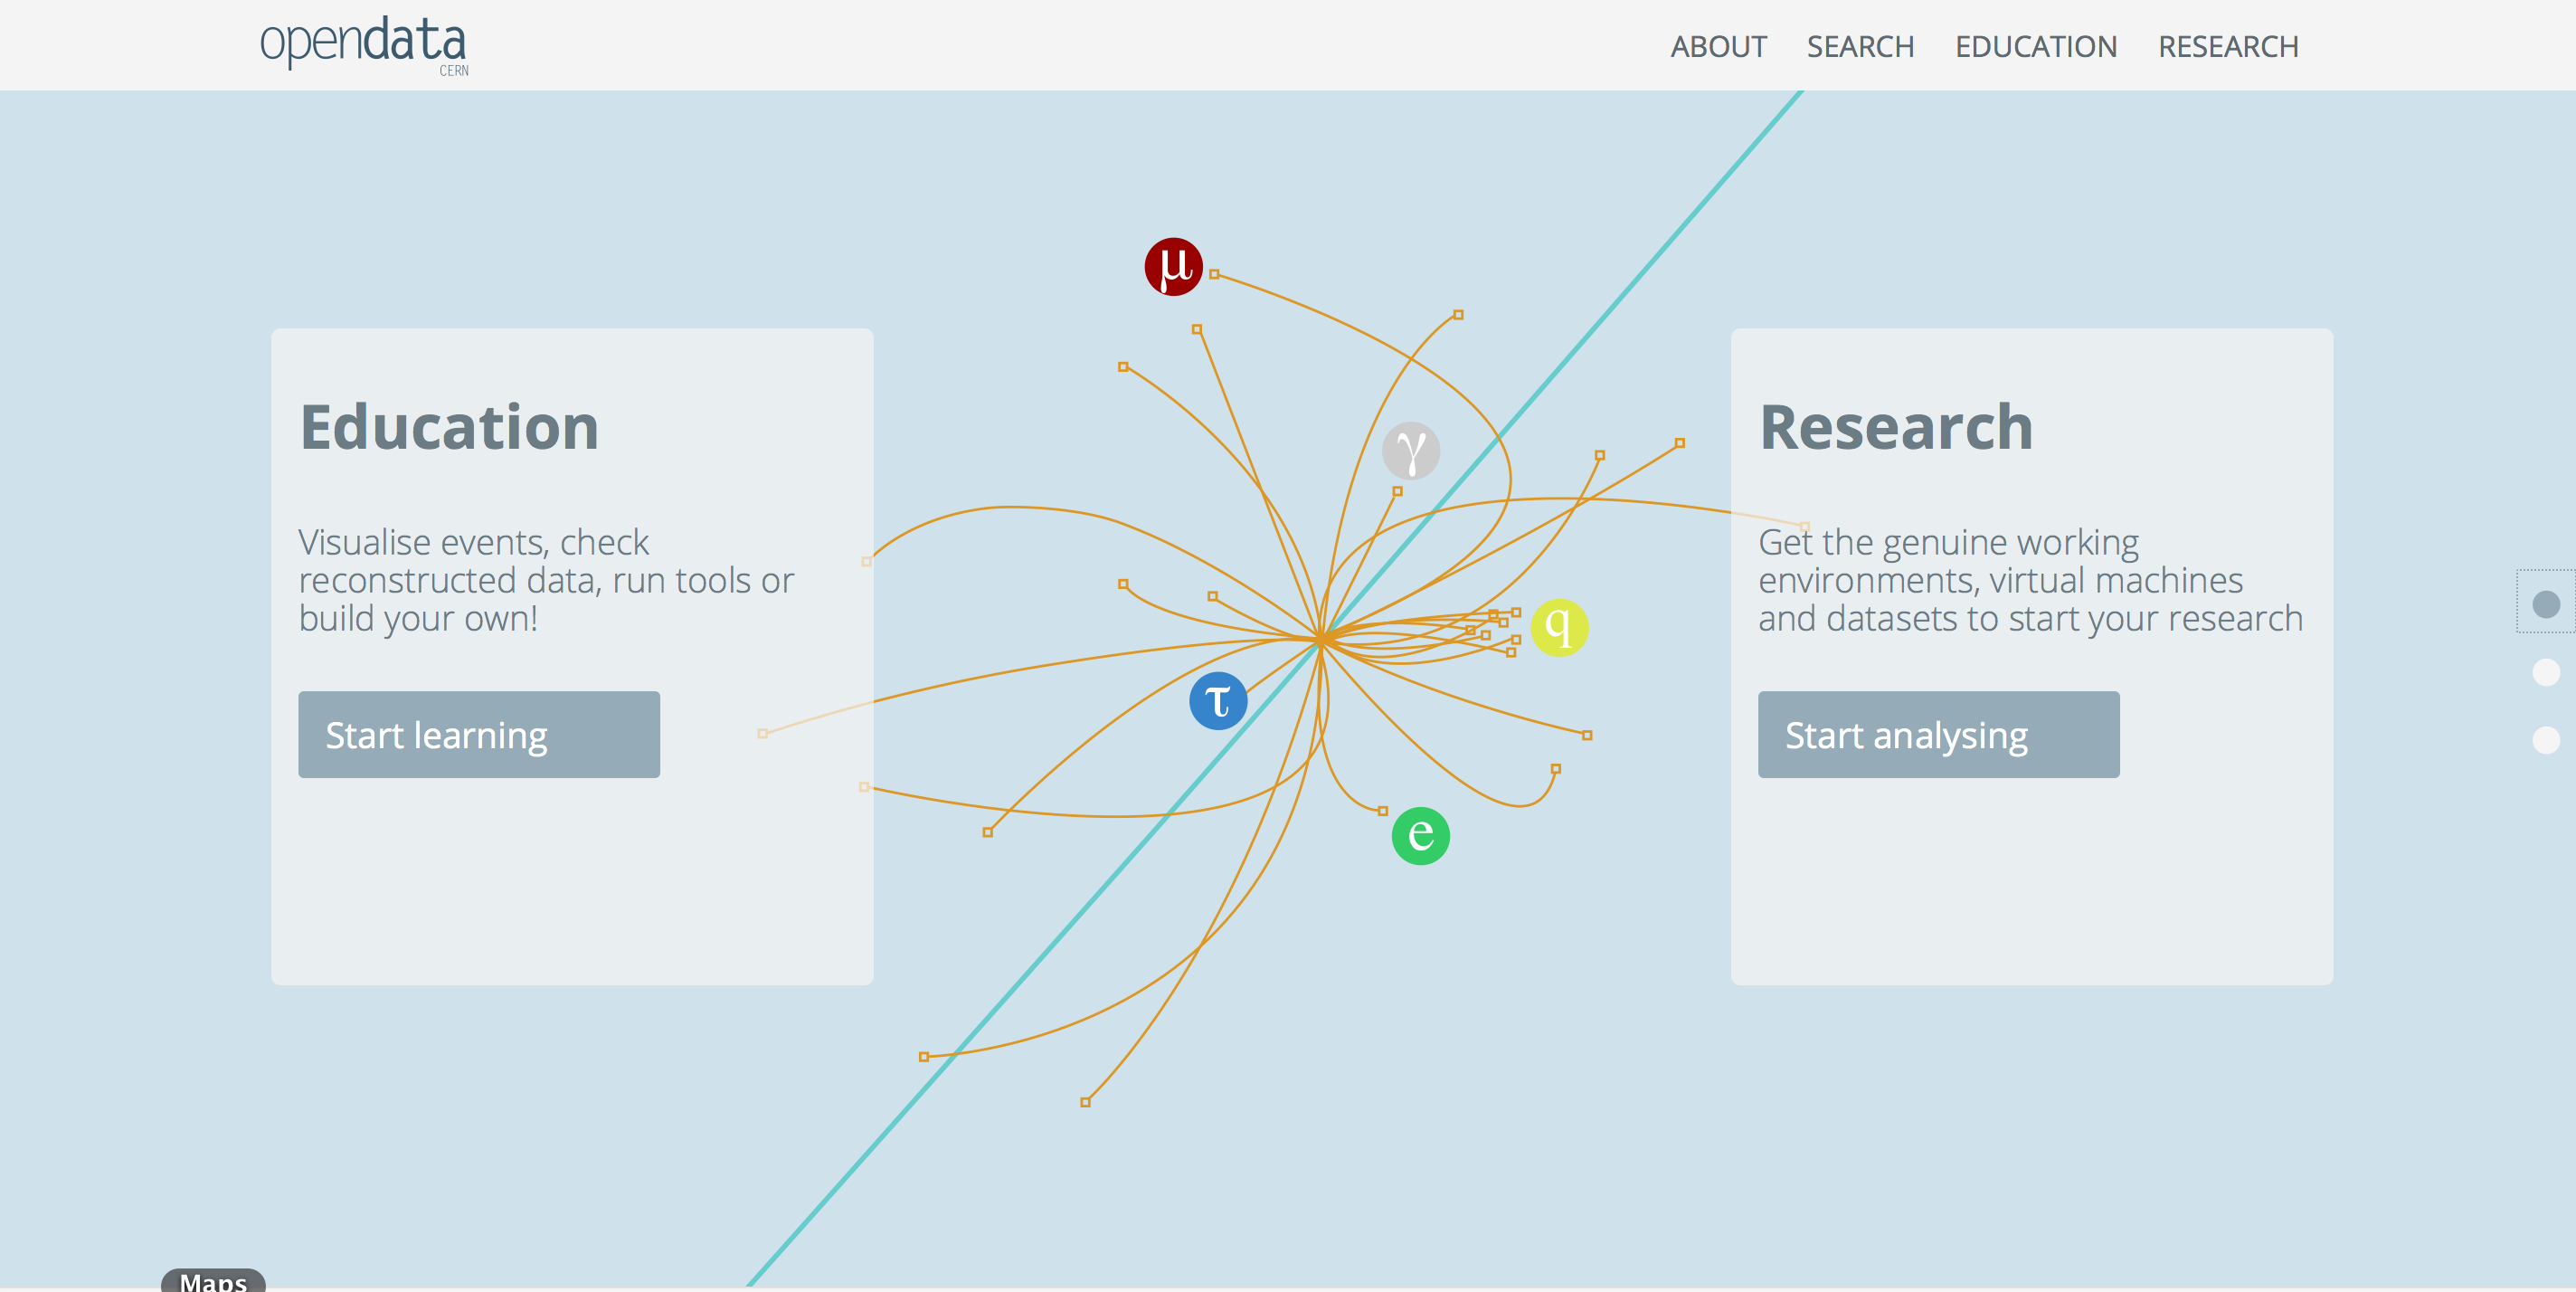 opendata
CERN
ABOUT SEARCH EDUCATION RESEARCH
μ
γ
q
τ
e
Education
Visualise events, check
reconstructed data, run tools or
build your own!
Start learning
Research
Get the genuine working
environments, virtual machines
and datasets to start your research
Start analysing
Maps